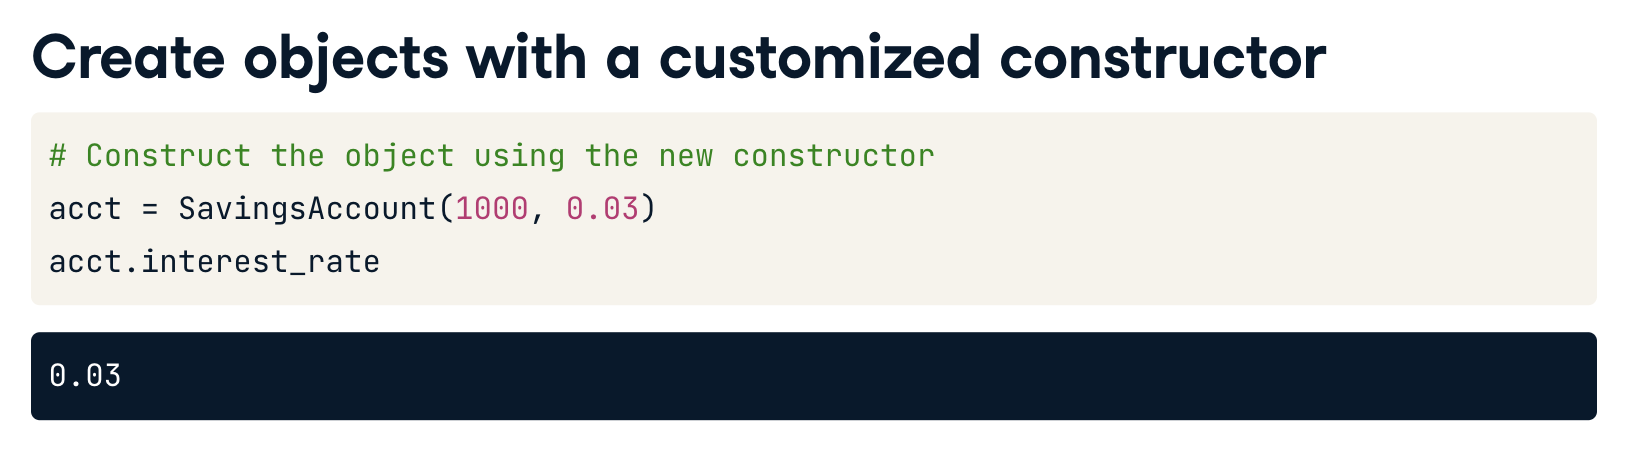 Create objects with a customized constructor
# Construct the object using the new constructor
acct = SavingsAccount(1000, 0.03)
acct.interest_rate
0.03